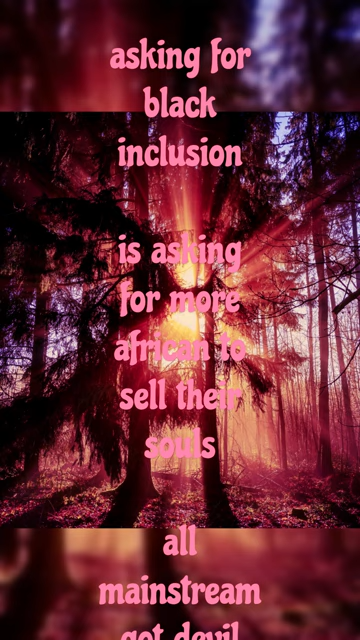 asking for
black
inclusion
is asking
for more
african to
sell their
souls
all
mainstream
got devil